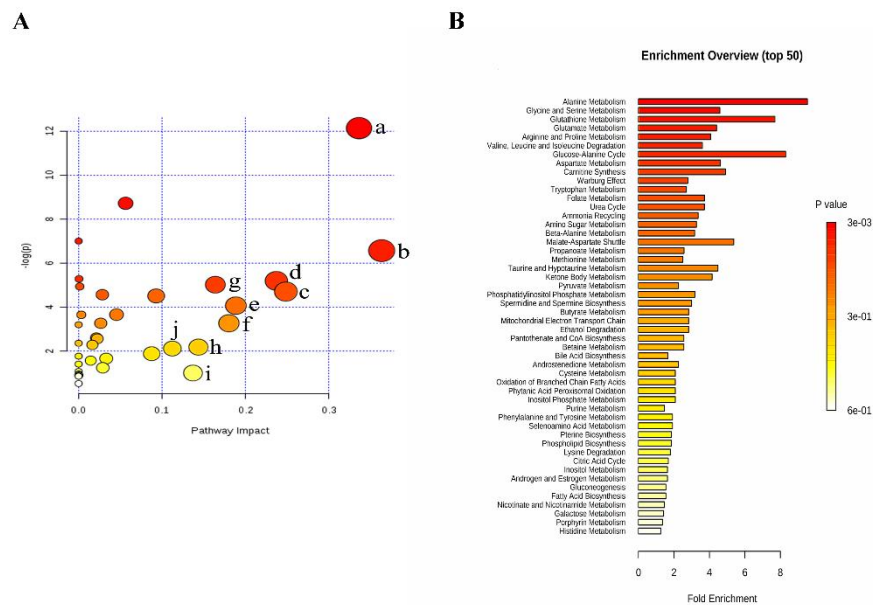 A
-log(p)
12
10
8
6
4
2
a
b
g
d
c
e
f
j
h
i
0.0
0.1
0.2
0.3
Pathway Impact
B
Enrichment Overview (top 50)
Alanine Metabolism
Glycine and Serine Metabolism
Glutathione Metabolism
Glutamate Metabolism
Arginine and Proline Metabolism
Valine, Leucine and Isoleucine Degradation
Glucose-Alanine Cycle
Aspartate Metabolism
Carnitine Synthesis
Warburg Effect
Tryptophan Metabolism
Folate Metabolism
Urea Cycle
Ammonia Recycling
Amino Sugar Metabolism
Beta-Alanine Metabolism
Malate-Aspartate Shuttle
Propanoate Metabolism
Methionine Metabolism
Taurine and Hypotaurine Metabolism
Ketone Body Metabolism
Pyruvate Metabolism
Phosphatidylinositol Phosphate Metabolism
Spermidine and Spermine Biosynthesis
Butyrate Metabolism
Mitochondrial Electron Transport Chain
Ethanol Degradation
Pantothenate and CoA Biosynthesis
Betaine Metabolism
Bile Acid Biosynthesis
Androstenedione Metabolism
Cysteine Metabolism
Oxidation of Branched Chain Fatty Acids
Phytanic Acid Peroxisomal Oxidation
Inositol Phosphate Metabolism
Purine Metabolism
Phenylalanine and Tyrosine Metabolism
Selenoamino Acid Metabolism
Pterine Biosynthesis
Phospholipid Biosynthesis
Lysine Degradation
Citric Acid Cycle
Inositol Metabolism
Androgen and Estrogen Metabolism
Gluconeogenesis
Fatty Acid Biosynthesis
Nicotinate and Nicotinamide Metabolism
Galactose Metabolism
Porphyrin Metabolism
Histidine Metabolism
0
2
4
6
8
Fold Enrichment
P value
3e-03
3e-01
6e-01